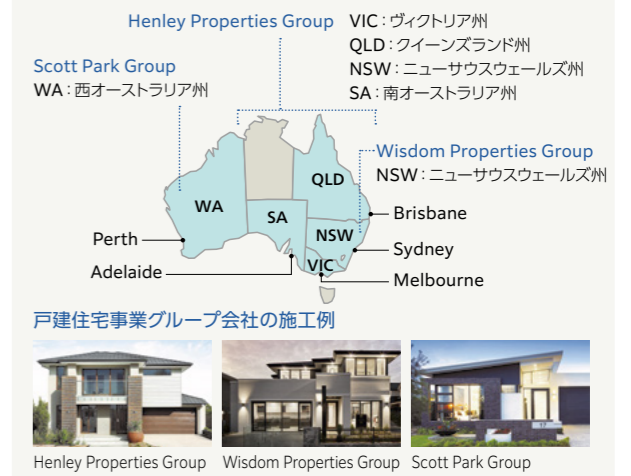 Henley Properties Group
VIC：ヴィクトリア州
QLD：クイーンズランド州
NSW：ニューサウスウェールズ州
SA：南オーストラリア州
Scott Park Group
WA：西オーストラリア州
Wisdom Properties Group
NSW：ニューサウスウェールズ州
QLD
WA
SA
NSW
VIC
Brisbane
Perth
Sydney
Adelaide
Melbourne
戸建住宅事業グループ会社の施工例
Henley Properties Group
Wisdom Properties Group
Scott Park Group